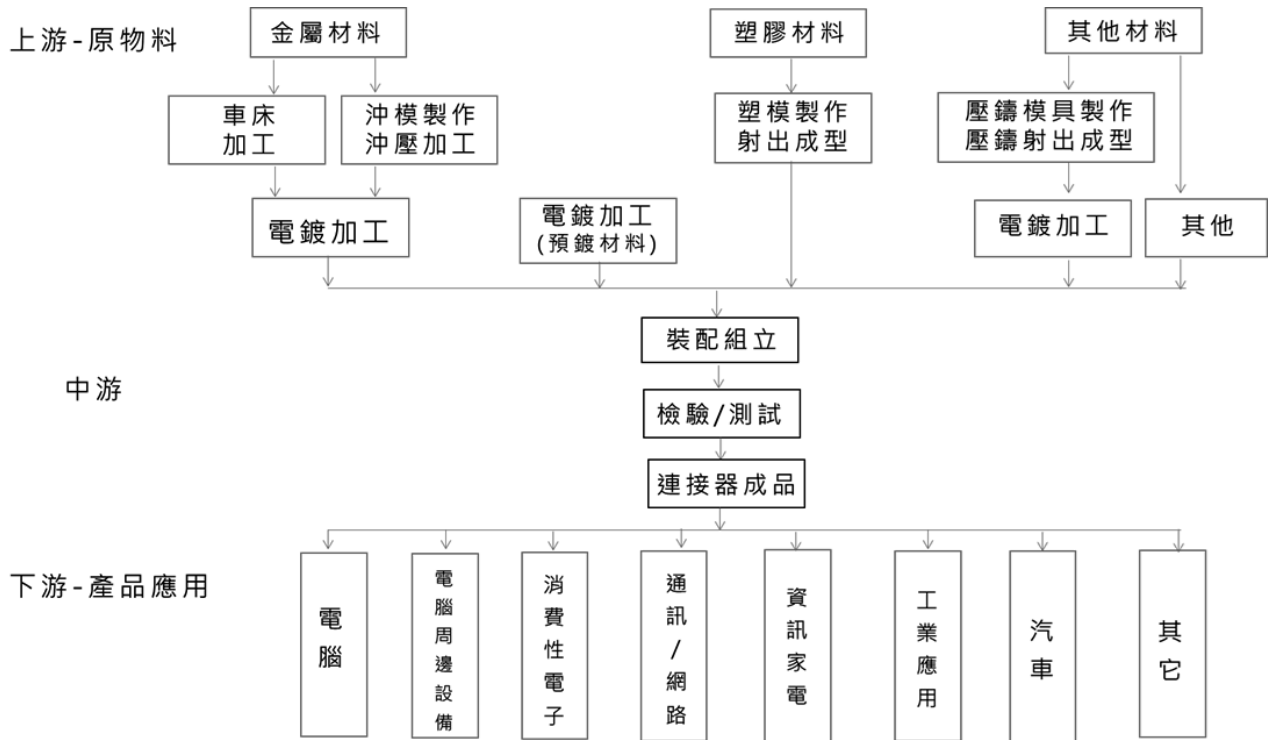 上游-原物料
金屬材料
塑膠材料
其他材料
車床
加工
沖模製作
沖壓加工
塑模製作
射出成型
壓鑄模具製作
壓鑄射出成型
電鍍加工
電鍍加工
(預鍍材料)
電鍍加工
其他
裝配組立
中游
檢驗/測試
連接器成品
下游-產品應用
電腦
電腦周邊設備
消費性電子
通訊/網路
資訊家電
工業應用
汽車
其它